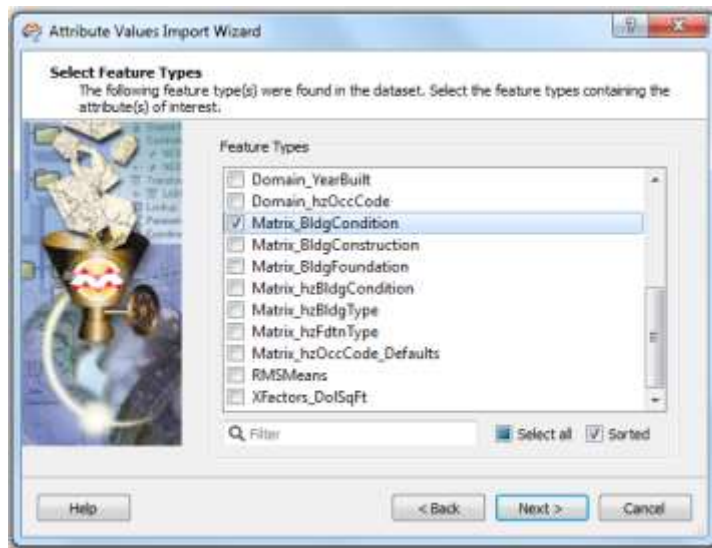 Attribute Values Import Wizard
Select Feature Types
The following feature type(s) were found in the dataset. Select the feature types containing the
attribute(s) of interest.
Feature Types
Domain_YearBuilt
Domain_hzOccCode
Matrix_BldgCondition
Matrix_BldgConstruction
Matrix_BldgFoundation
Matrix_hzBldgCondition
Matrix_hzBldgType
Matrix_hzFdtnType
Matrix_hzOccCode_Defaults
RMSMeans
XFactors_DolSqFt
Filter
Select all
Sorted
Help
< Back
Next >
Cancel